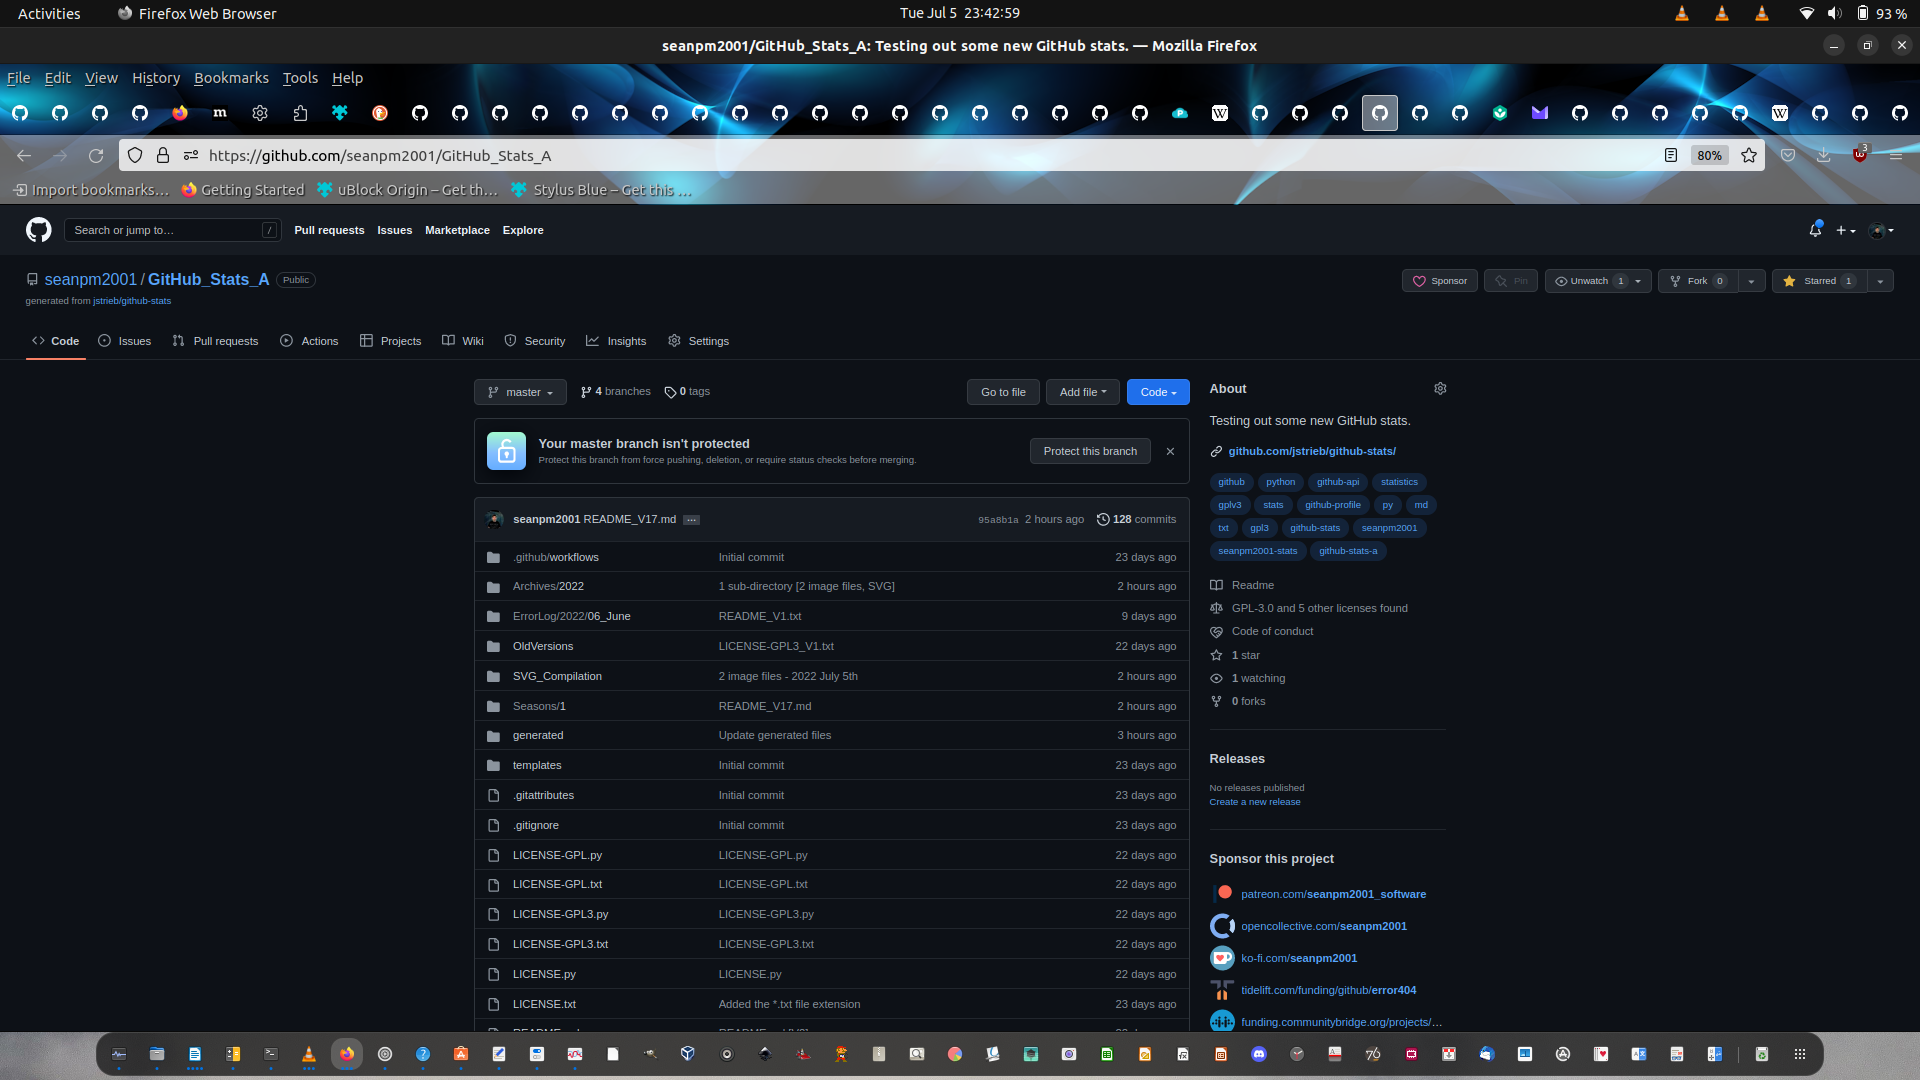 Activities
Firefox Web Browser
Tue Jul 5 23:42:59
93 %
seanpm2001/GitHub_Stats_A: Testing out some new GitHub stats. — Mozilla Firefox
File Edit View History Bookmarks Tools Help
https://github.com/seanpm2001/GitHub_Stats_A
80%
3
Import bookmarks…
Getting Started
uBlock Origin – Get th…
Stylus Blue – Get this …
Search or jump to…
/
Pull requests Issues Marketplace Explore
seanpm2001 / GitHub_Stats_A
Public
generated from jstrieb/github-stats
Sponsor
Pin
Unwatch 1
Fork 0
Starred 1
Code Issues Pull requests Actions Projects Wiki Security Insights Settings
master
4 branches
0 tags
Go to file
Add file
Code
Your master branch isn't protected
Protect this branch from force pushing, deletion, or require status checks before merging.
Protect this branch
seanpm2001 README_V17.md …
95a8b1a 2 hours ago
128 commits
.github/workflows Initial commit 23 days ago
Archives/2022 1 sub-directory [2 image files, SVG] 2 hours ago
ErrorLog/2022/06_June README_V1.txt 9 days ago
OldVersions LICENSE-GPL3_V1.txt 22 days ago
SVG_Compilation 2 image files - 2022 July 5th 2 hours ago
Seasons/1 README_V17.md 2 hours ago
generated Update generated files 3 hours ago
templates Initial commit 23 days ago
.gitattributes Initial commit 23 days ago
.gitignore Initial commit 23 days ago
LICENSE-GPL.py LICENSE-GPL.py 22 days ago
LICENSE-GPL.txt LICENSE-GPL.txt 22 days ago
LICENSE-GPL3.py LICENSE-GPL3.py 22 days ago
LICENSE-GPL3.txt LICENSE-GPL3.txt 22 days ago
LICENSE.py LICENSE.py 22 days ago
LICENSE.txt Added the *.txt file extension 23 days ago
About
Testing out some new GitHub stats.
github.com/jstrieb/github-stats/
github python github-api statistics
gplv3 stats github-profile py md
txt gpl3 github-stats seanpm2001
seanpm2001-stats github-stats-a
Readme
GPL-3.0 and 5 other licenses found
Code of conduct
1 star
1 watching
0 forks
Releases
No releases published
Create a new release
Sponsor this project
patreon.com/seanpm2001_software
opencollective.com/seanpm2001
ko-fi.com/seanpm2001
tidelift.com/funding/github/error404
funding.communitybridge.org/projects/…